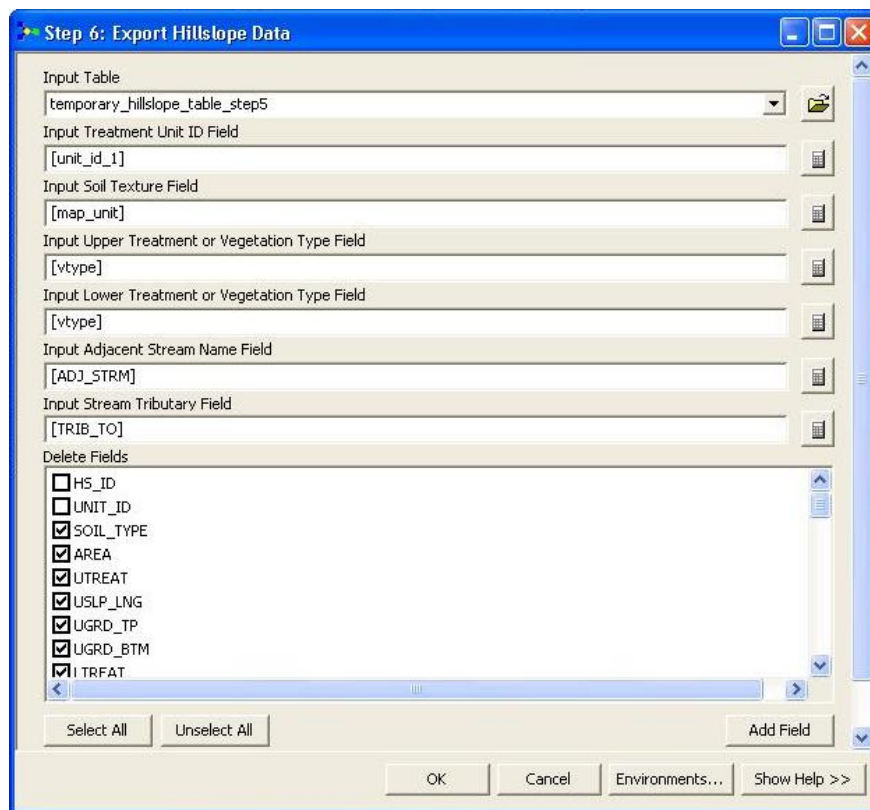 Step 6: Export Hillslope Data
Input Table
temporary_hillslope_table_step5
Input Treatment Unit ID Field
[unit_id_1]
Input Soil Texture Field
[map_unit]
Input Upper Treatment or Vegetation Type Field
[vtype]
Input Lower Treatment or Vegetation Type Field
[vtype]
Input Adjacent Stream Name Field
[ADJ_STRM]
Input Stream Tributary Field
[TRIB_TO]
Delete Fields
HS_ID
UNIT_ID
SOIL_TYPE
AREA
UTREAT
USLP_LNG
UGRD_TP
UGRD_BTM
LTREAT
Select All Unselect All Add Field
OK Cancel Environments... Show Help >>